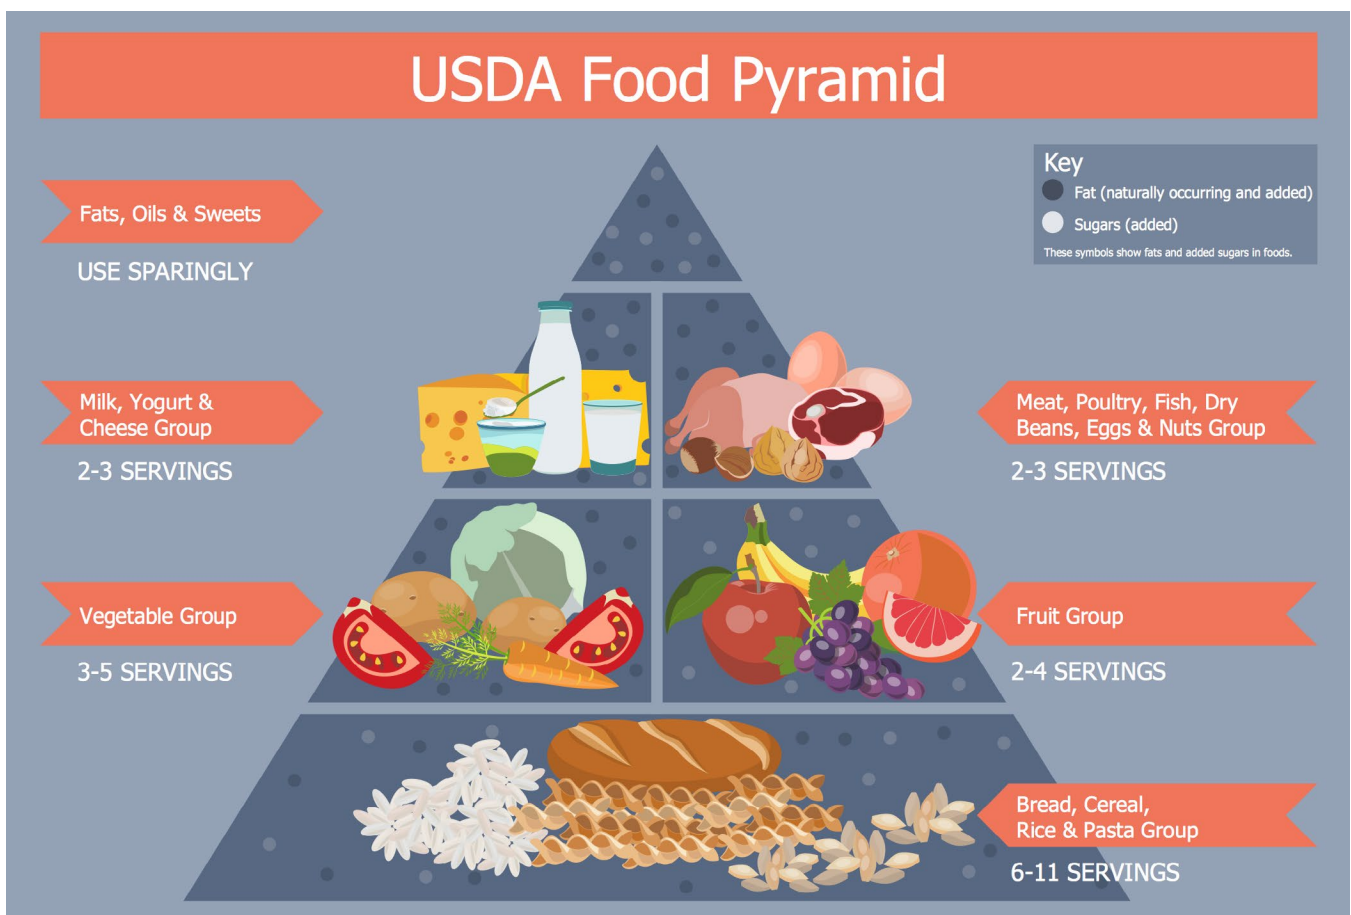 USDA Food Pyramid
Key
Fat (naturally occurring and added)
Sugars (added)
These symbols show fats and added sugars in foods.
Fats, Oils & Sweets
USE SPARINGLY
Milk, Yogurt &
Cheese Group
2-3 SERVINGS
Meat, Poultry, Fish, Dry
Beans, Eggs & Nuts Group
2-3 SERVINGS
Vegetable Group
3-5 SERVINGS
Fruit Group
2-4 SERVINGS
Bread, Cereal,
Rice & Pasta Group
6-11 SERVINGS